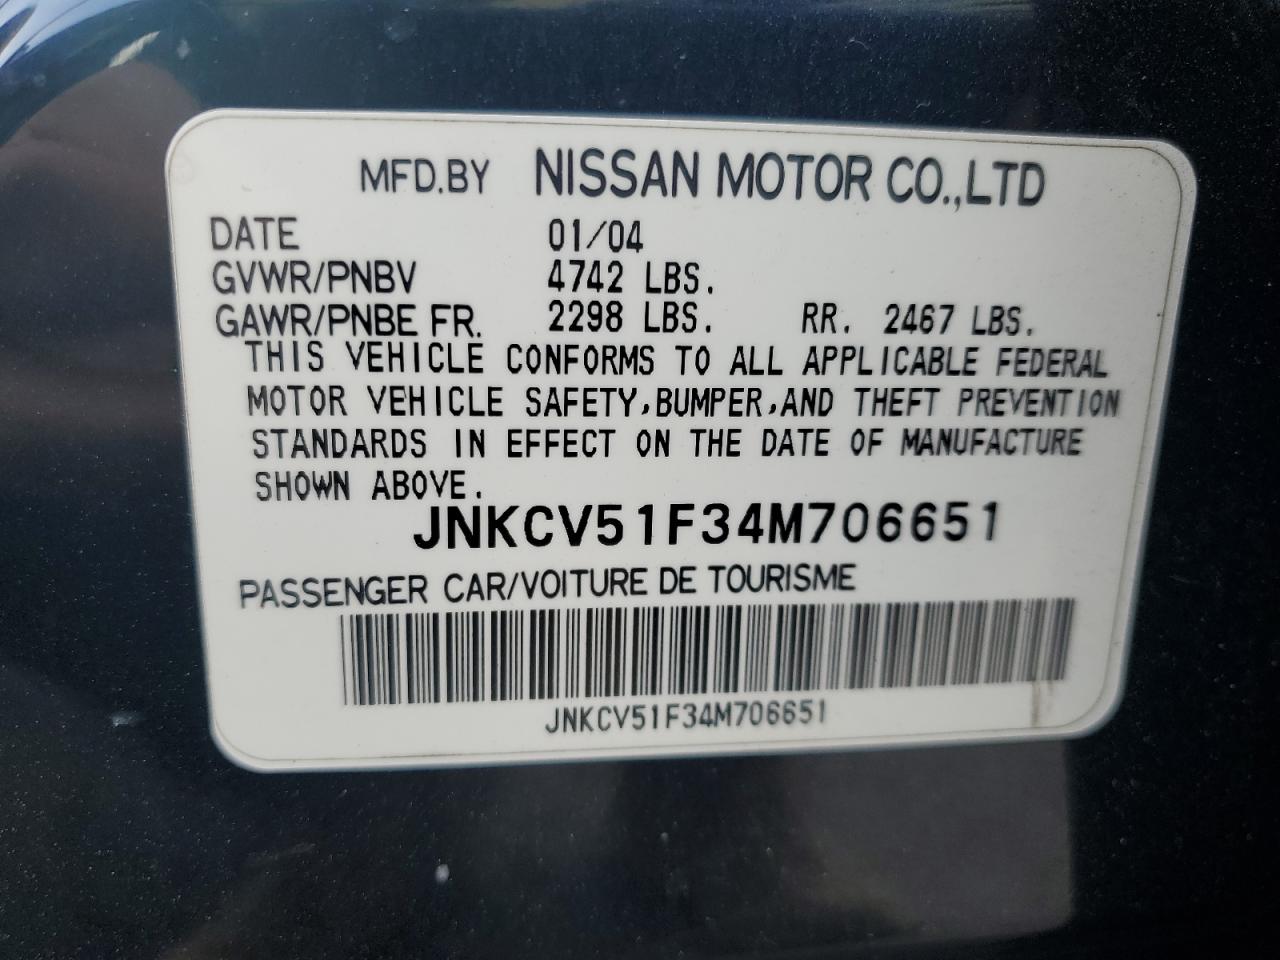 MFD.BY NISSAN MOTOR CO.,LTD
DATE 01/04
GVWR/PNBV 4742 LBS.
GAWR/PNBE FR. 2298 LBS. RR. 2467 LBS.
THIS VEHICLE CONFORMS TO ALL APPLICABLE FEDERAL
MOTOR VEHICLE SAFETY,BUMPER,AND THEFT PREVENTION
STANDARDS IN EFFECT ON THE DATE OF MANUFACTURE
SHOWN ABOVE.
JNKCV51F34M706651
PASSENGER CAR/VOITURE DE TOURISME
JNKCV51F34M706651